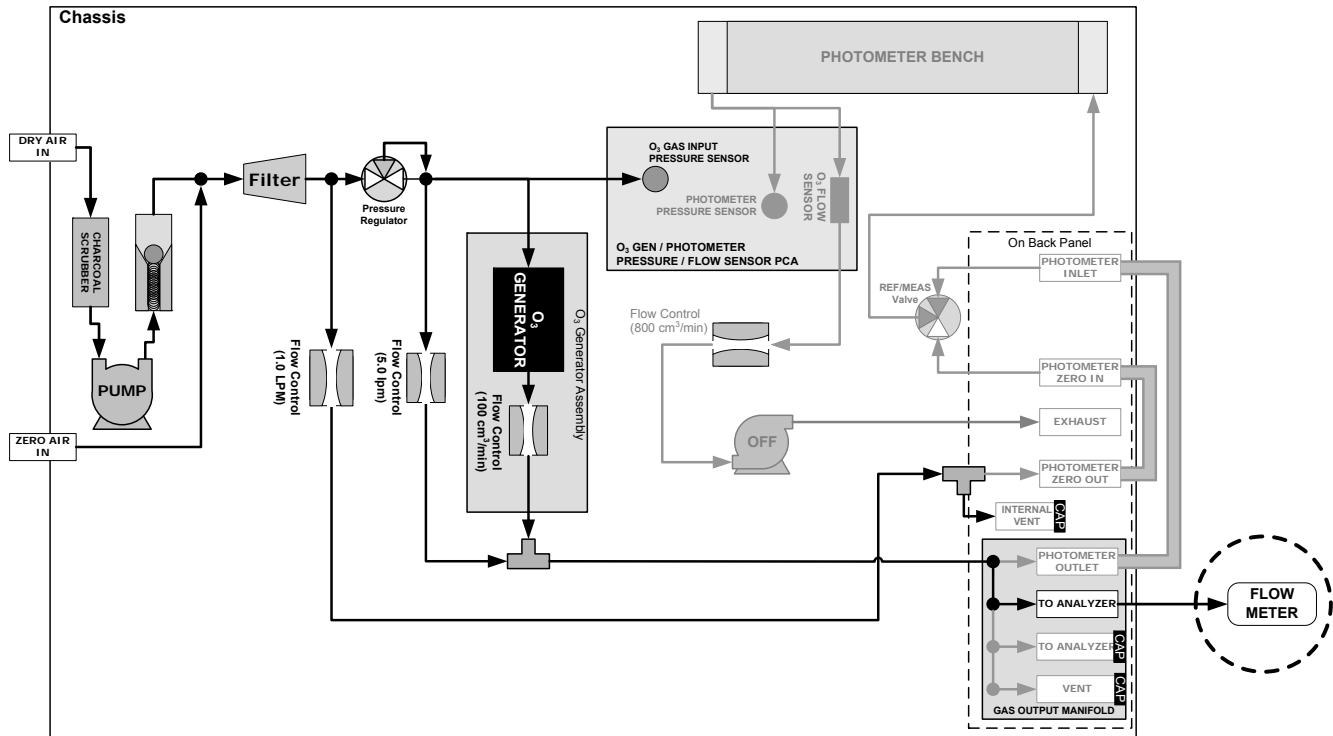 Chassis
PHOTOMETER BENCH
DRY AIR
IN
Filter
Pressure
Regulator
O₃ GAS INPUT
PRESSURE SENSOR
PHOTOMETER
PRESSURE SENSOR
O₃ FLOW
SENSOR
O₃ GEN / PHOTOMETER
PRESSURE / FLOW SENSOR PCA
CHARCOAL
SCRUBBER
PUMP
ZERO AIR
IN
Flow Control
(1.0 LPM)
Flow Control
(5.0 lpm)
O₃
GENERATOR
Flow Control
(100 cm³/min)
O₃ Generator Assembly
Flow Control
(800 cm³/min)
OFF
REF/MEAS
Valve
On Back Panel
PHOTOMETER
INLET
PHOTOMETER
ZERO IN
EXHAUST
PHOTOMETER
ZERO OUT
INTERNAL
VENT
CAP
PHOTOMETER
OUTLET
TO ANALYZER
TO ANALYZER
CAP
VENT
CAP
GAS OUTPUT MANIFOLD
FLOW
METER